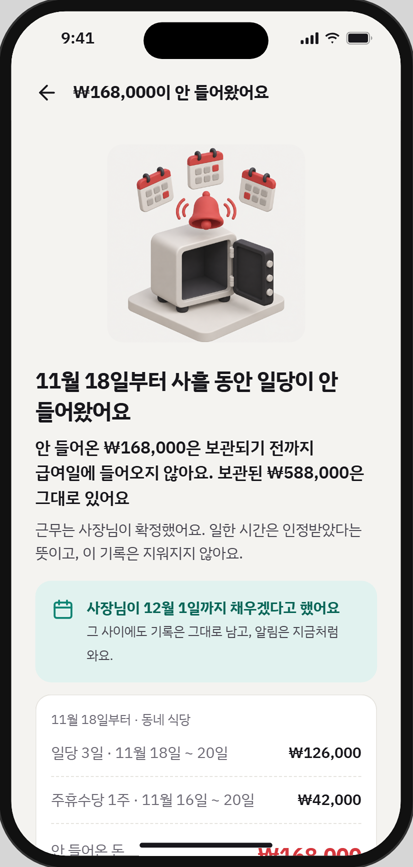 9:41
₩168,000이 안 들어왔어요
11월 18일부터 사흘 동안 일당이 안
들어왔어요
안 들어온 ₩168,000은 보관되기 전까지
급여일에 들어오지 않아요. 보관된 ₩588,000은
그대로 있어요
근무는 사장님이 확정했어요. 일한 시간은 인정받았다는
뜻이고, 이 기록은 지워지지 않아요.
사장님이 12월 1일까지 채우겠다고 했어요
그 사이에도 기록은 그대로 남고, 알림은 지금처럼
와요.
11월 18일부터 · 동네 식당
일당 3일 · 11월 18일 ~ 20일 ₩126,000
주휴수당 1주 · 11월 16일 ~ 20일 ₩42,000
안 들어온 돈 ₩168,000